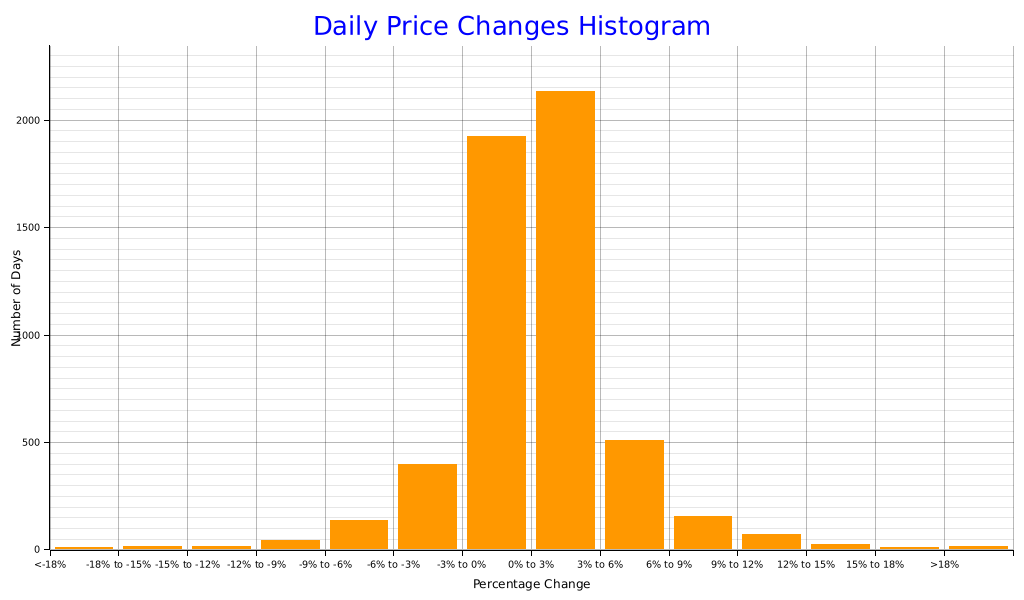 Daily Price Changes Histogram
Number of Days
2000
1500
1000
500
0
<-18% -18% to -15% -15% to -12% -12% to -9% -9% to -6% -6% to -3% -3% to 0% 0% to 3% 3% to 6% 6% to 9% 9% to 12% 12% to 15% 15% to 18% >18%
Percentage Change